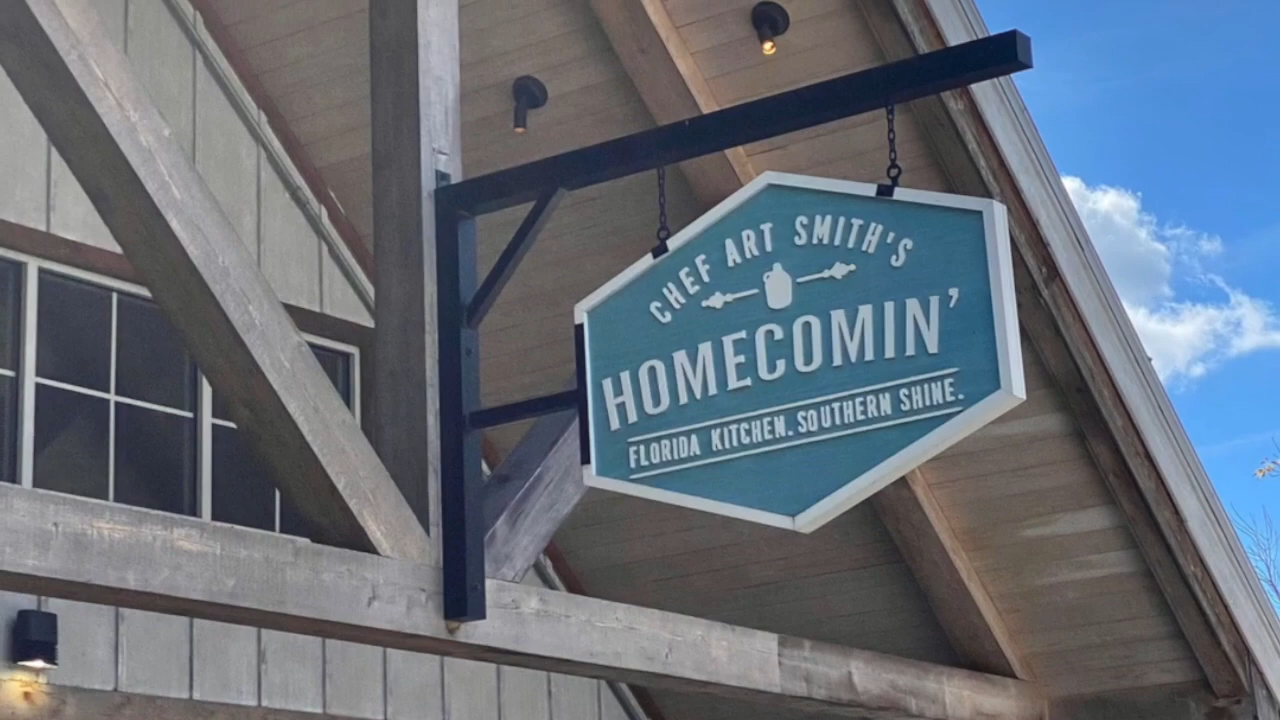 CHEF ART SMITH'S
HOMECOMIN'
FLORIDA KITCHEN. SOUTHERN SHINE.